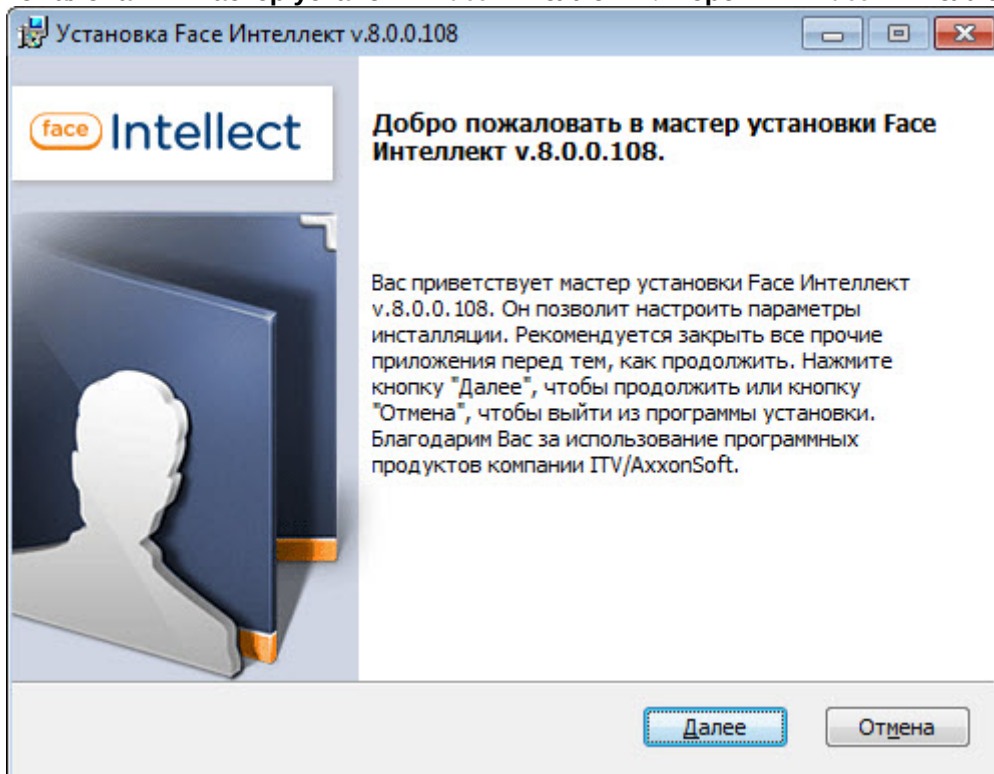 Установка Face Интеллект v.8.0.0.108
face Intellect
Добро пожаловать в мастер установки Face
Интеллект v.8.0.0.108.
Вас приветствует мастер установки Face Интеллект
v.8.0.0.108. Он позволит настроить параметры
инсталляции. Рекомендуется закрыть все прочие
приложения перед тем, как продолжить. Нажмите
кнопку "Далее", чтобы продолжить или кнопку
"Отмена", чтобы выйти из программы установки.
Благодарим Вас за использование программных
продуктов компании ITV/AxxonSoft.
Далее
Отмена